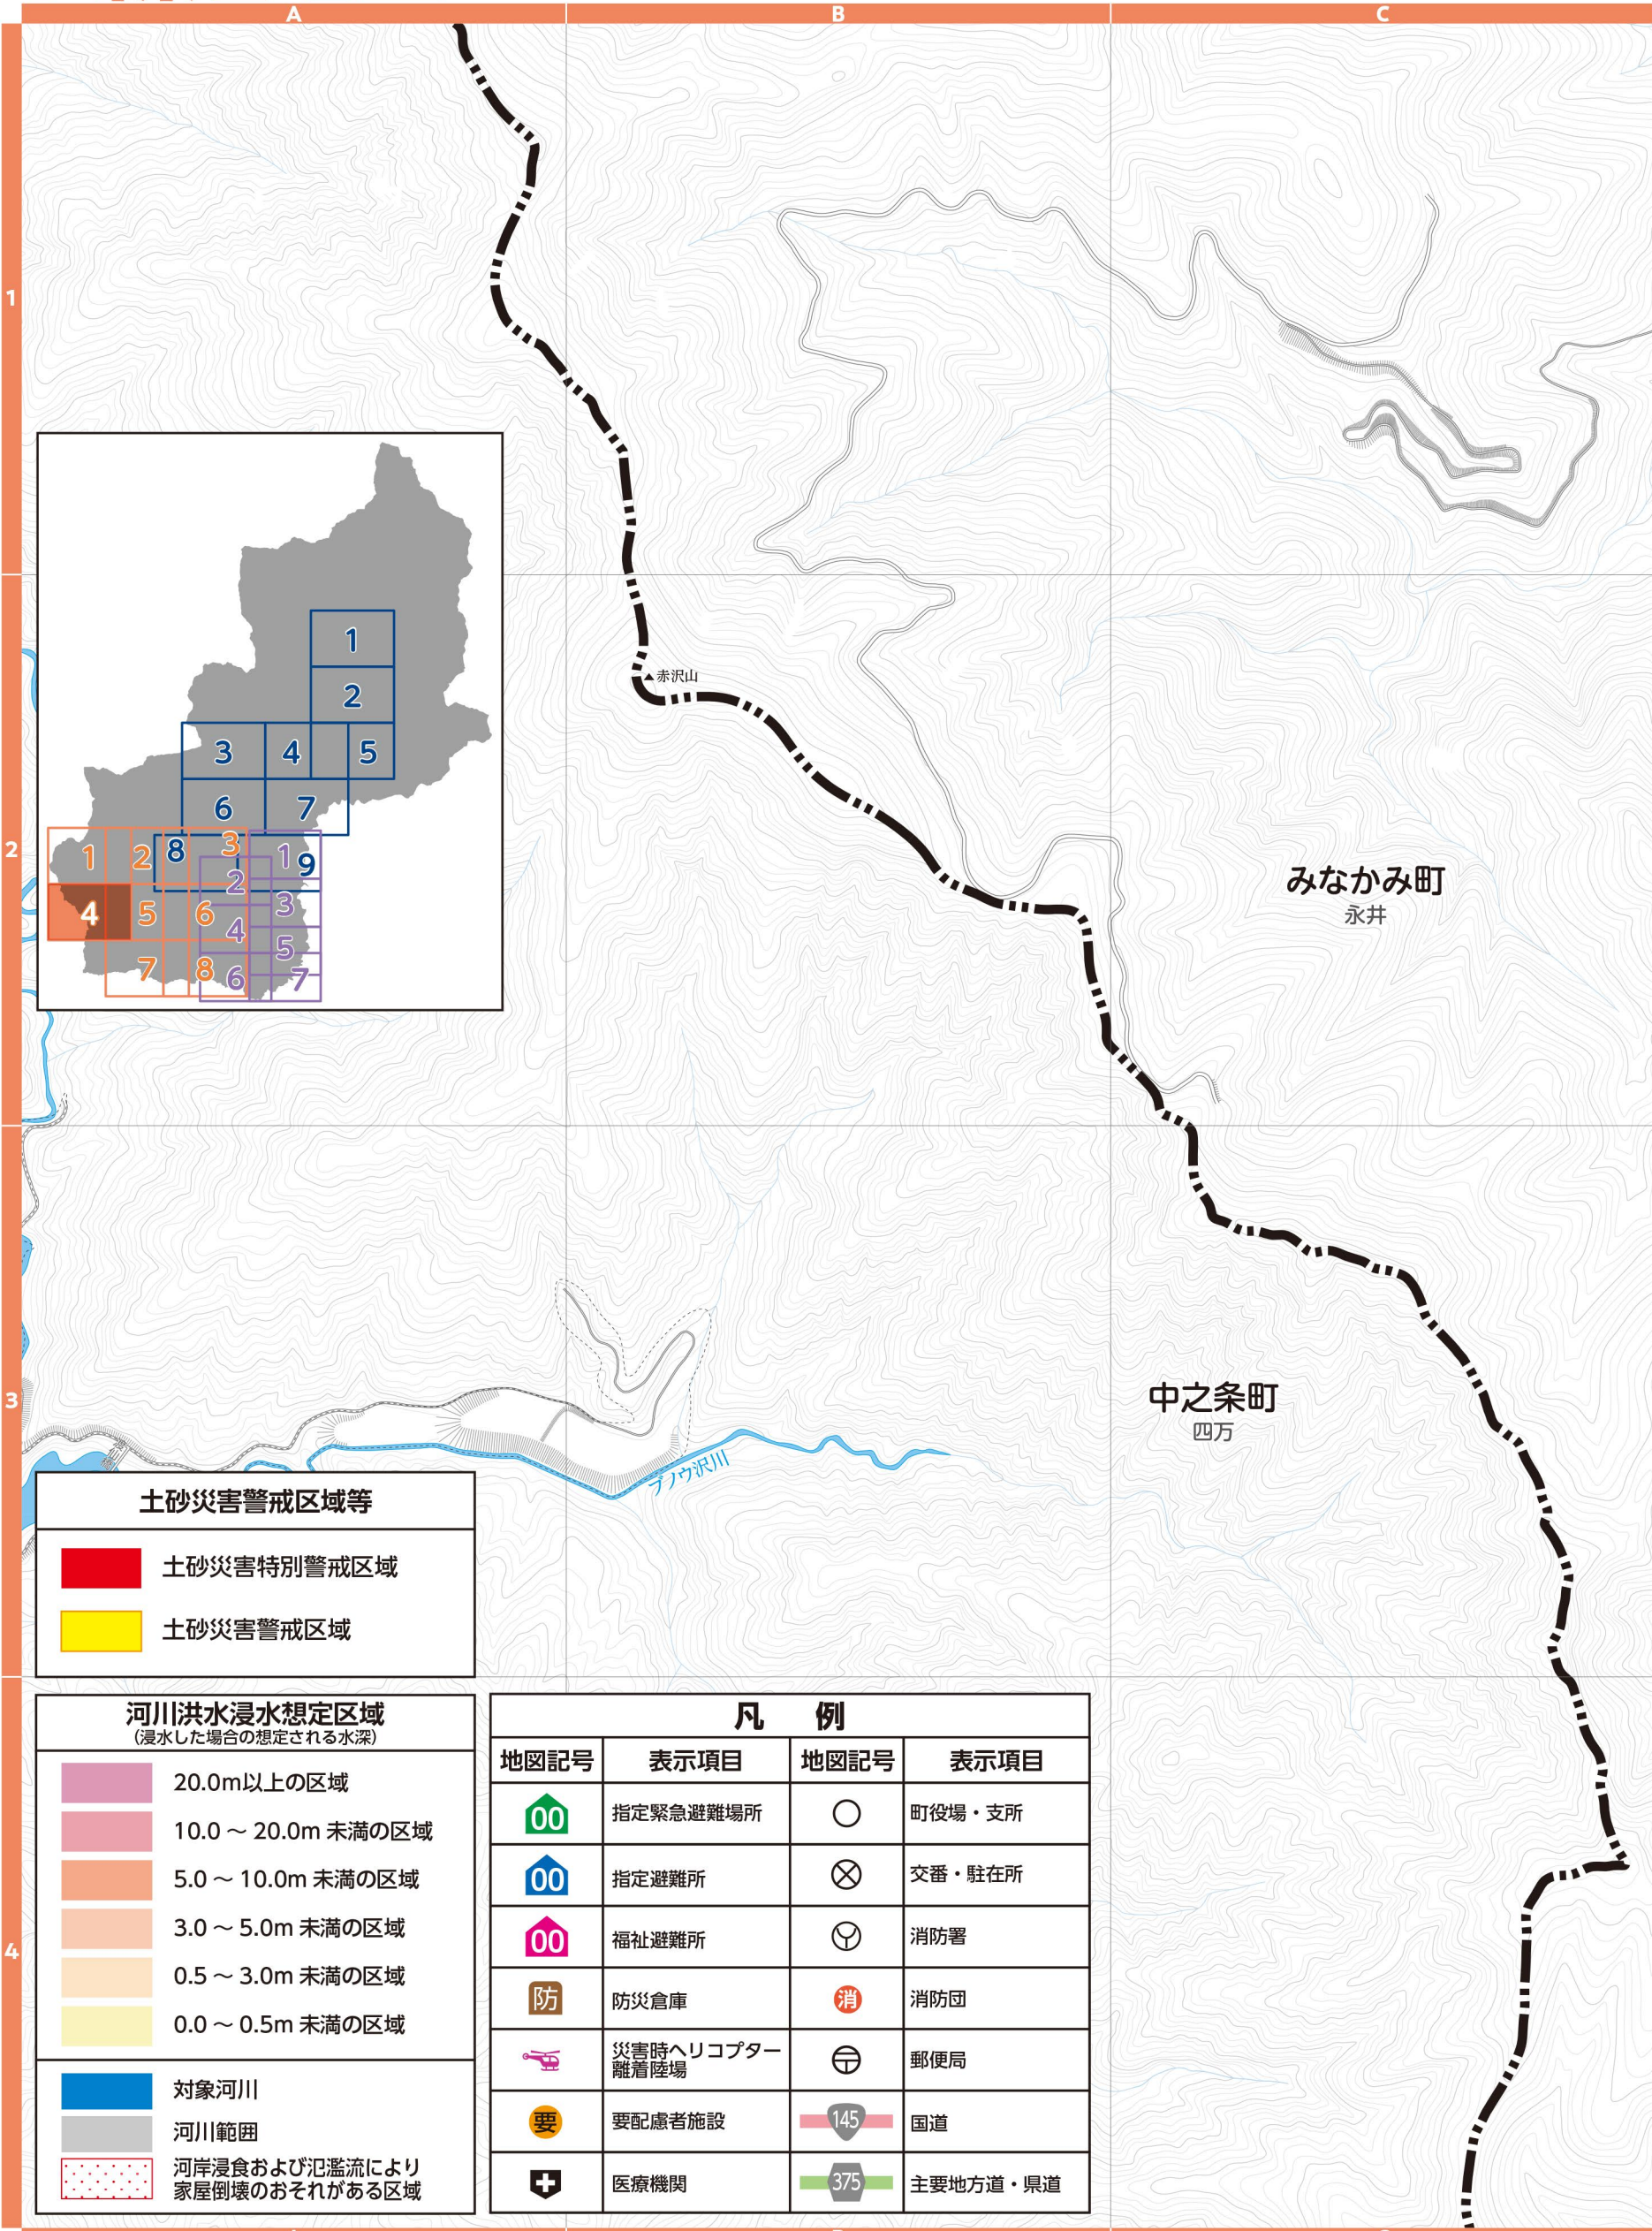 A
B
C
1
2
3
4
赤沢山
みなかみ町
永井
中之条町
四万
ブノウ沢川
1
2
3
4
5
6
7
8
9
1
2
3
4
5
6
7
8
1
2
3
4
5
6
7
土砂災害警戒区域等
土砂災害特別警戒区域
土砂災害警戒区域
河川洪水浸水想定区域
(浸水した場合の想定される水深)
20.0m以上の区域
10.0 〜 20.0m 未満の区域
5.0 〜 10.0m 未満の区域
3.0 〜 5.0m 未満の区域
0.5 〜 3.0m 未満の区域
0.0 〜 0.5m 未満の区域
対象河川
河川範囲
河岸浸食および氾濫流により
家屋倒壊のおそれがある区域
凡 例
地図記号 表示項目 地図記号 表示項目
00 指定緊急避難場所 町役場・支所
00 指定避難所 交番・駐在所
00 福祉避難所 消防署
防 防災倉庫 消 消防団
災害時ヘリコプター
離着陸場 郵便局
要 要配慮者施設 145 国道
医療機関 375 主要地方道・県道